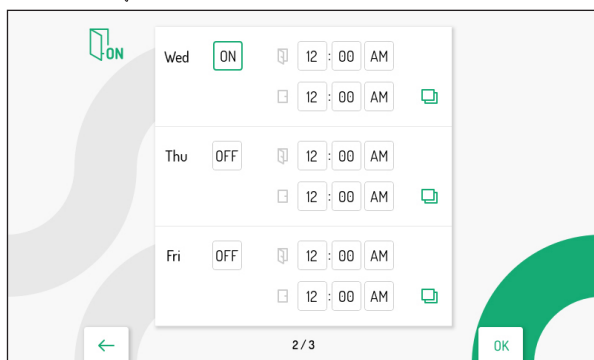 ON
Wed ON 12 : 00 AM
12 : 00 AM
Thu OFF 12 : 00 AM
12 : 00 AM
Fri OFF 12 : 00 AM
12 : 00 AM
2/3
OK